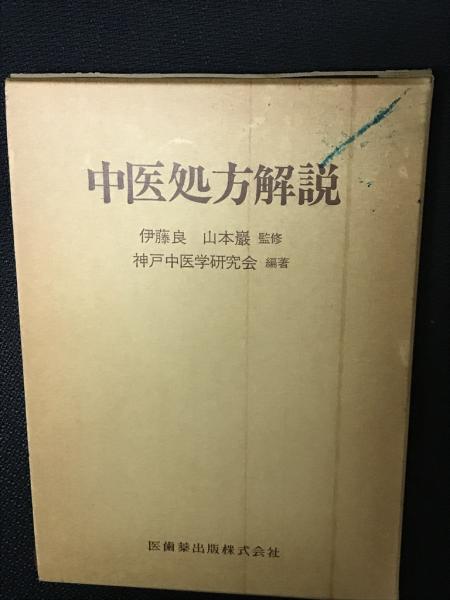 中医処方解説
伊藤良 山本巖 監修
神戸中医学研究会 編著
医歯薬出版株式会社